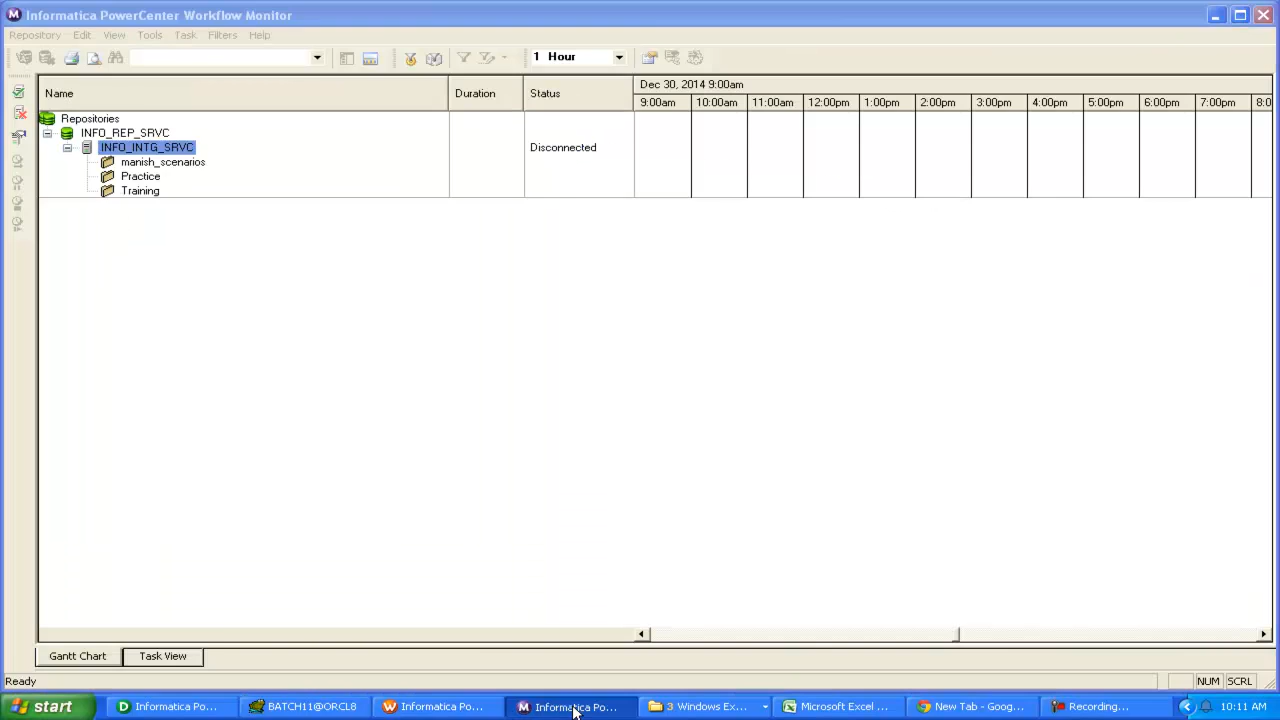 Informatica PowerCenter Workflow Monitor
Repository Edit View Tools Task Filters Help
1 Hour
Name Duration Status Dec 30, 2014 9:00am
9:00am 10:00am 11:00am 12:00pm 1:00pm 2:00pm 3:00pm 4:00pm 5:00pm 6:00pm 7:00pm 8:0
Repositories
INFO_REP_SRVC
INFO_INTG_SRVC Disconnected
manish_scenarios
Practice
Training
Gantt Chart Task View
Ready NUM SCRL
start Informatica Po... BATCH11@ORCL8 Informatica Po... Informatica Po... 3 Windows Ex... Microsoft Excel ... New Tab - Goog... Recording... 10:11 AM